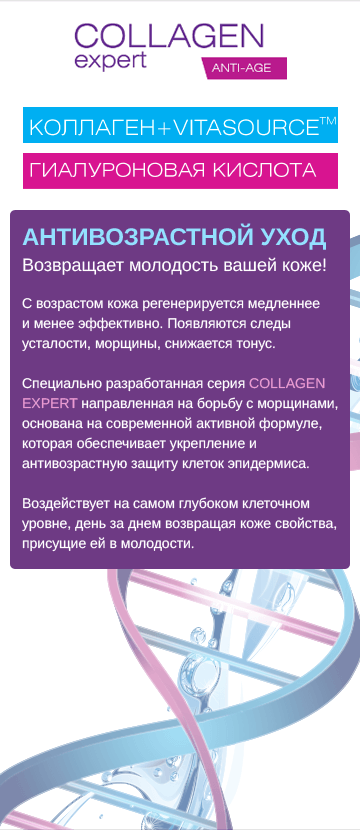 COLLAGEN
expert
ANTI-AGE
КОЛЛАГЕН+VITASOURCE™
ГИАЛУРОНОВАЯ КИСЛОТА
АНТИВОЗРАСТНОЙ УХОД
Возвращает молодость вашей коже!
С возрастом кожа регенерируется медленнее
и менее эффективно. Появляются следы
усталости, морщины, снижается тонус.
Специально разработанная серия COLLAGEN
EXPERT направленная на борьбу с морщинами,
основана на современной активной формуле,
которая обеспечивает укрепление и
антивозрастную защиту клеток эпидермиса.
Воздействует на самом глубоком клеточном
уровне, день за днем возвращая коже свойства,
присущие ей в молодости.